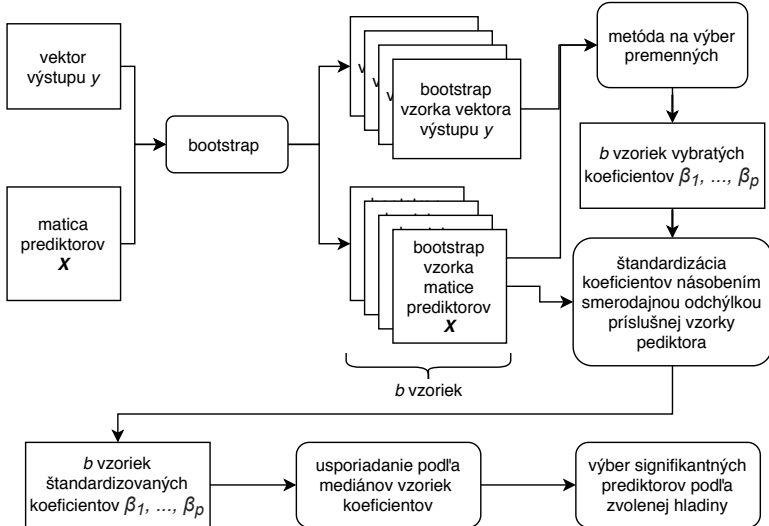 vektor
výstupu y
matica
prediktorov
X
bootstrap
v
v
v
bootstrap
vzorka vektora
výstupu y
bootstrap
vzorka
matice
prediktorov
X
b vzoriek
metóda na výber
premenných
b vzoriek vybratých
koeficientov β1, ..., βp
štandardizácia
koeficientov násobením
smerodajnou odchýlkou
príslušnej vzorky
pediktora
b vzoriek
štandardizovaných
koeficientov β1, ..., βp
usporiadanie podľa
mediánov vzoriek
koeficientov
výber signifikantných
prediktorov podľa
zvolenej hladiny